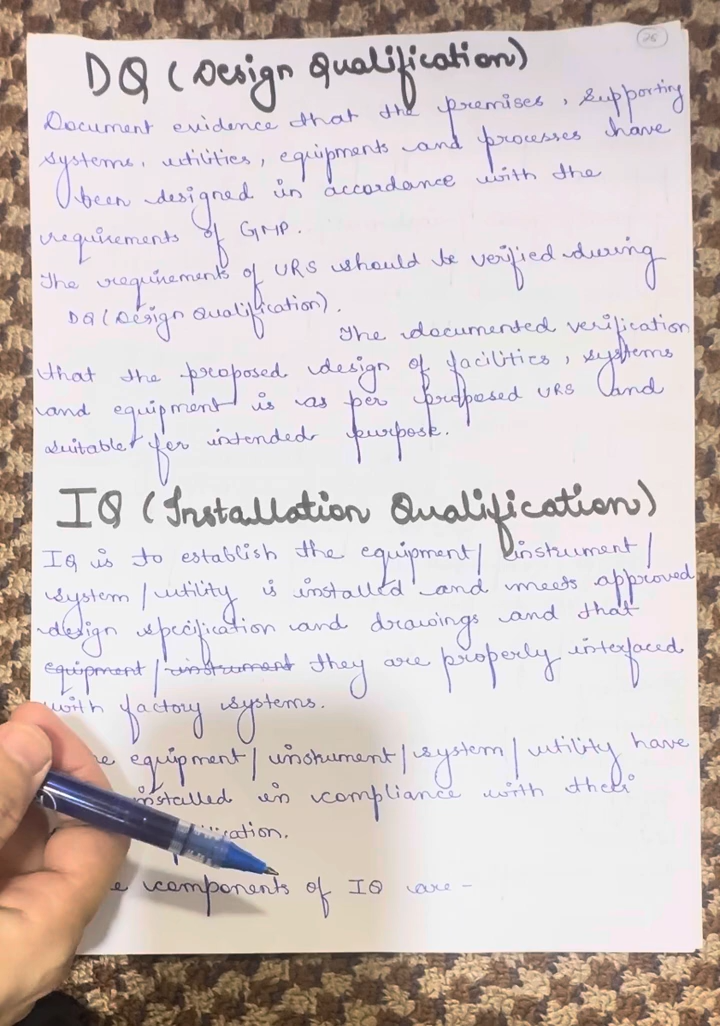 25
DQ (Design Qualification)
Document evidence that the premises, supporting
systems, utilities, equipments and processes have
been designed in accordance with the
requirements of GMP.
The requirements of URS should be verified during
DQ (Design Qualification).
The documented verification
that the proposed design of facilities, systems
and equipment is as per proposed URS and
suitable for intended purpose.
IQ (Installation Qualification)
IQ is to establish the equipment/ instrument/
system/utility is installed and meets approved
design specification and drawings and that
equipment/instrument they are properly interfaced
with factory systems.
equipment/instrument/system/utility have
installed in compliance with their
components of IQ are -